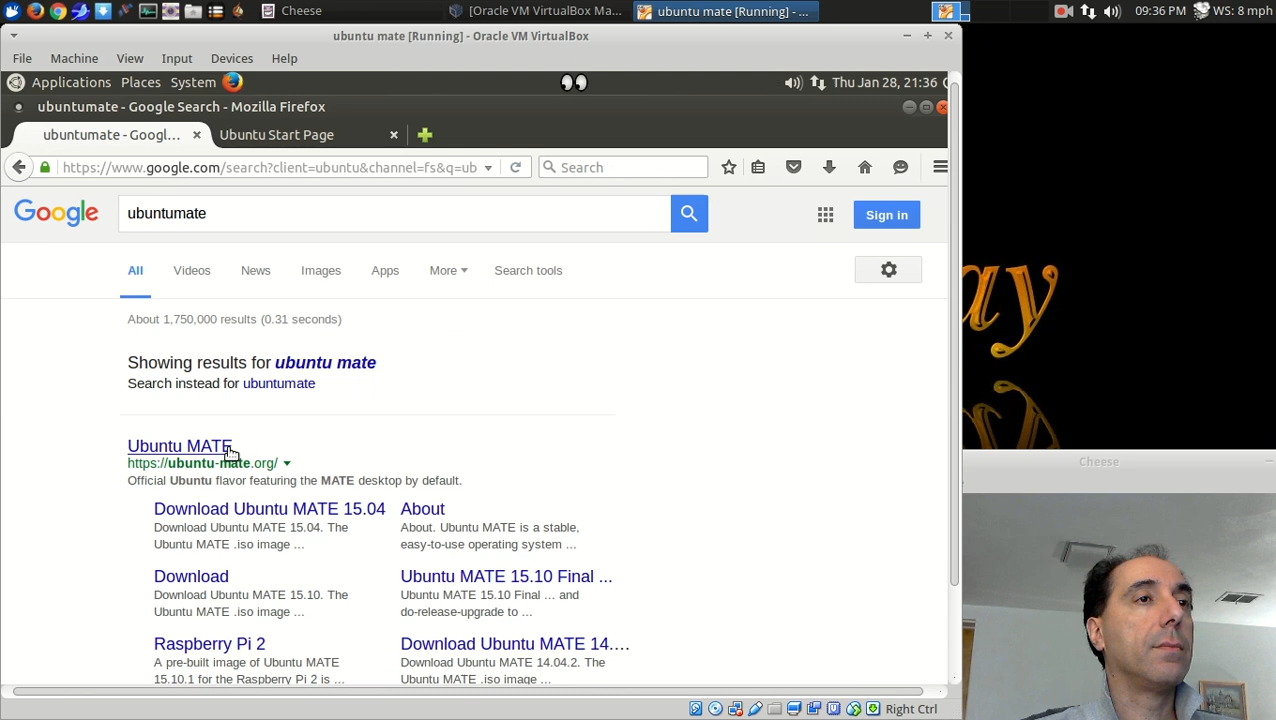 Cheese
[Oracle VM VirtualBox Ma...
ubuntu mate [Running] - ...
09:36 PM
WS: 8 mph
ubuntu mate [Running] - Oracle VM VirtualBox
File Machine View Input Devices Help
Applications Places System
Thu Jan 28, 21:36
ubuntumate - Google Search - Mozilla Firefox
ubuntumate - Googl...
Ubuntu Start Page
https://www.google.com/search?client=ubuntu&channel=fs&q=ub
Search
Google
ubuntumate
Sign in
All Videos News Images Apps More Search tools
About 1,750,000 results (0.31 seconds)
Showing results for ubuntu mate
Search instead for ubuntumate
Ubuntu MATE
https://ubuntu-mate.org/
Official Ubuntu flavor featuring the MATE desktop by default.
Download Ubuntu MATE 15.04
Download Ubuntu MATE 15.04. The
Ubuntu MATE .iso image ...
About
About. Ubuntu MATE is a stable,
easy-to-use operating system ...
Download
Download Ubuntu MATE 15.10. The
Ubuntu MATE .iso image ...
Ubuntu MATE 15.10 Final ...
Ubuntu MATE 15.10 Final ... and
do-release-upgrade to ...
Raspberry Pi 2
A pre-built image of Ubuntu MATE
15.10.1 for the Raspberry Pi 2 is ...
Download Ubuntu MATE 14....
Download Ubuntu MATE 14.04.2. The
Ubuntu MATE .iso image ...
Right Ctrl
ay
Cheese